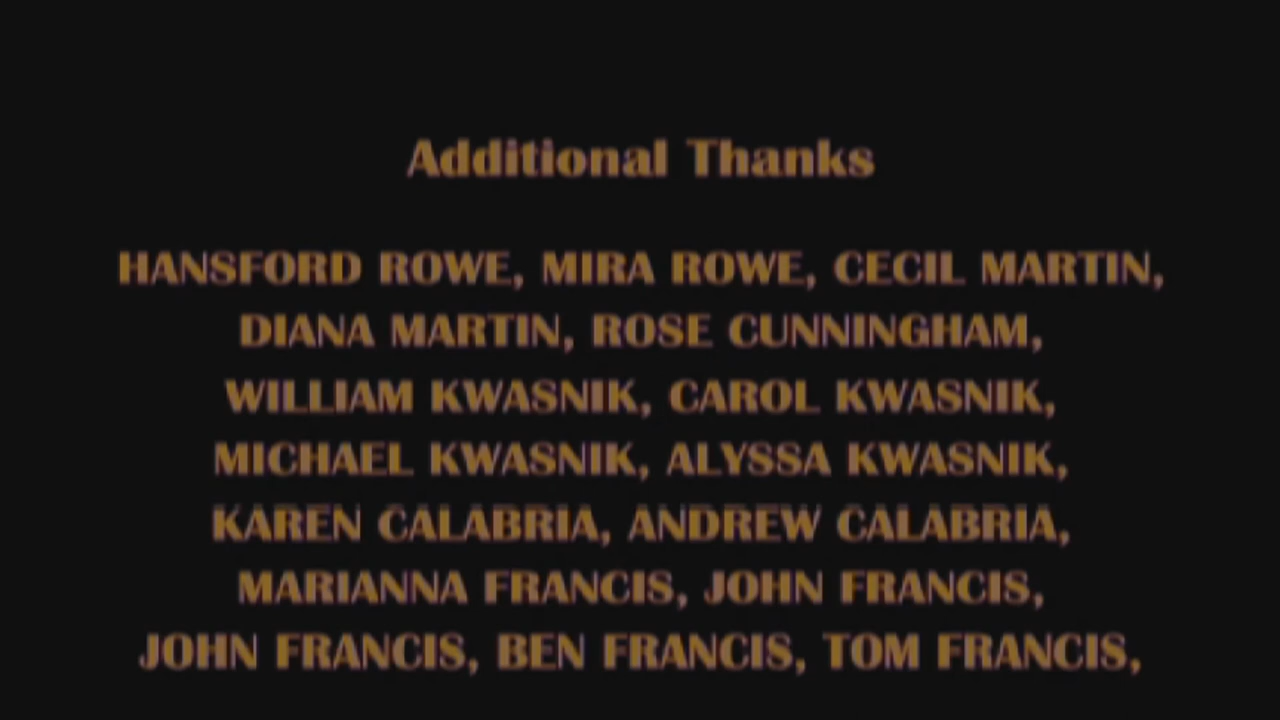 Additional Thanks
HANSFORD ROWE, MIRA ROWE, CECIL MARTIN,
DIANA MARTIN, ROSE CUNNINGHAM,
WILLIAM KWASNIK, CAROL KWASNIK,
MICHAEL KWASNIK, ALYSSA KWASNIK,
KAREN CALABRIA, ANDREW CALABRIA,
MARIANNA FRANCIS, JOHN FRANCIS,
JOHN FRANCIS, BEN FRANCIS, TOM FRANCIS,